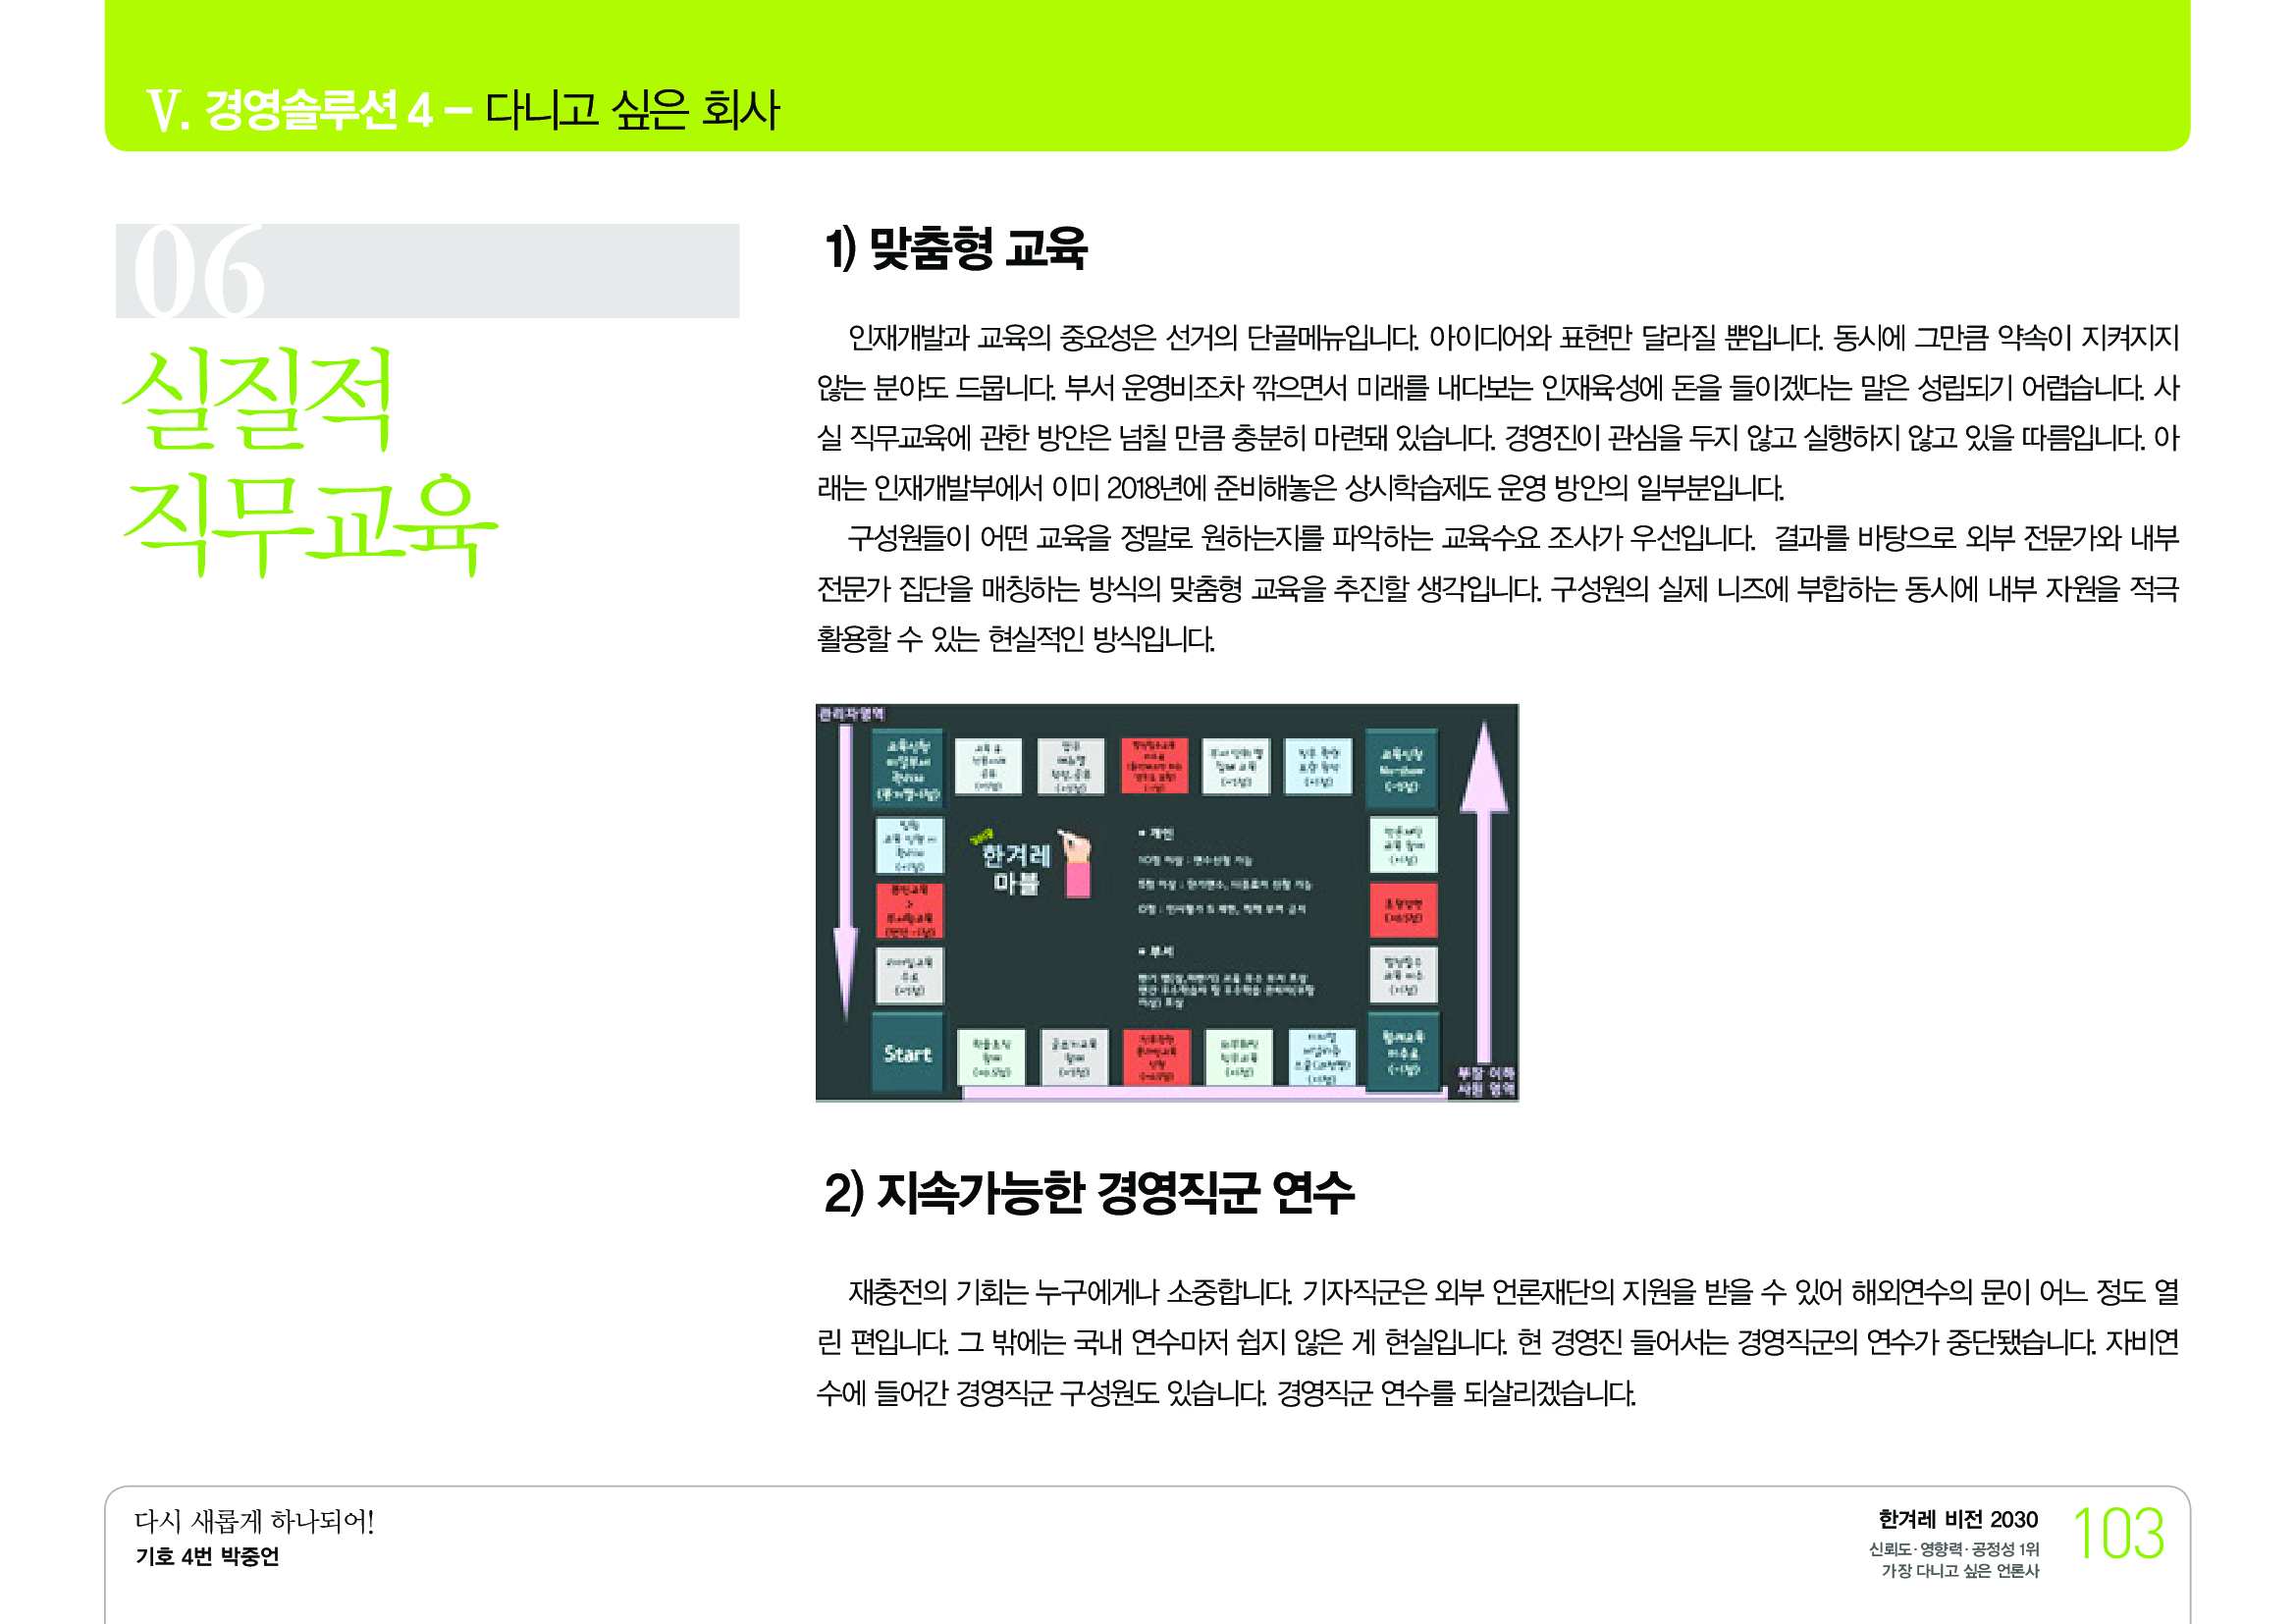 V. 경영솔루션 4 – 다니고 싶은 회사
06
실질적
직무교육
1) 맞춤형 교육
인재개발과 교육의 중요성은 선거의 단골메뉴입니다. 아이디어와 표현만 달라질 뿐입니다. 동시에 그만큼 약속이 지켜지지
않는 분야도 드뭅니다. 부서 운영비조차 깎으면서 미래를 내다보는 인재육성에 돈을 들이겠다는 말은 성립되기 어렵습니다. 사
실 직무교육에 관한 방안은 넘칠 만큼 충분히 마련돼 있습니다. 경영진이 관심을 두지 않고 실행하지 않고 있을 따름입니다. 아
래는 인재개발부에서 이미 2018년에 준비해놓은 상시학습제도 운영 방안의 일부분입니다.
구성원들이 어떤 교육을 정말로 원하는지를 파악하는 교육수요 조사가 우선입니다. 결과를 바탕으로 외부 전문가와 내부
전문가 집단을 매칭하는 방식의 맞춤형 교육을 추진할 생각입니다. 구성원의 실제 니즈에 부합하는 동시에 내부 자원을 적극
활용할 수 있는 현실적인 방식입니다.
관리자영역
한겨레
마블
• 개인
• 부서
Start
부장 이하
사원 영역
2) 지속가능한 경영직군 연수
재충전의 기회는 누구에게나 소중합니다. 기자직군은 외부 언론재단의 지원을 받을 수 있어 해외연수의 문이 어느 정도 열
린 편입니다. 그 밖에는 국내 연수마저 쉽지 않은 게 현실입니다. 현 경영진 들어서는 경영직군의 연수가 중단됐습니다. 자비연
수에 들어간 경영직군 구성원도 있습니다. 경영직군 연수를 되살리겠습니다.
다시 새롭게 하나되어!
기호 4번 박중언
한겨레 비전 2030
신뢰도·영향력·공정성 1위
가장 다니고 싶은 언론사
103